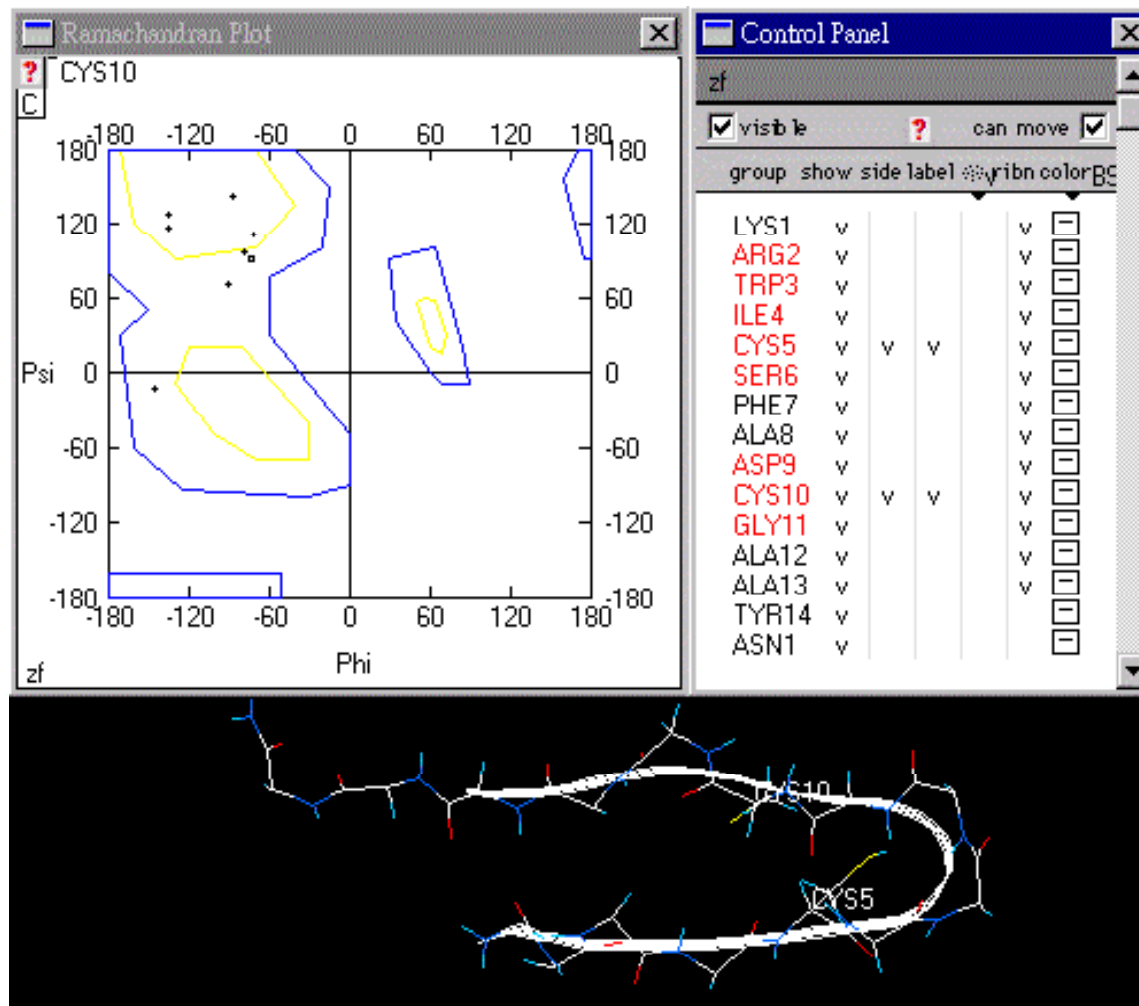 Ramachandran Plot
? CYS10
C
-180 -120 -60 0 60 120 180
180 180
120 120
60 60
Psi 0 0
-60 -60
-120 -120
-180 -180
-180 -120 -60 0 60 120 180
Phi
zf
Control Panel
zf
visible ? can move
group show side label v ribn color BS
LYS1 v v
ARG2 v v
TRP3 v v
ILE4 v v
CYS5 v v v v
SER6 v v
PHE7 v v
ALA8 v v
ASP9 v v
CYS10 v v v v
GLY11 v v
ALA12 v v
ALA13 v v
TYR14 v
ASN1 v
CYS10
CYS5